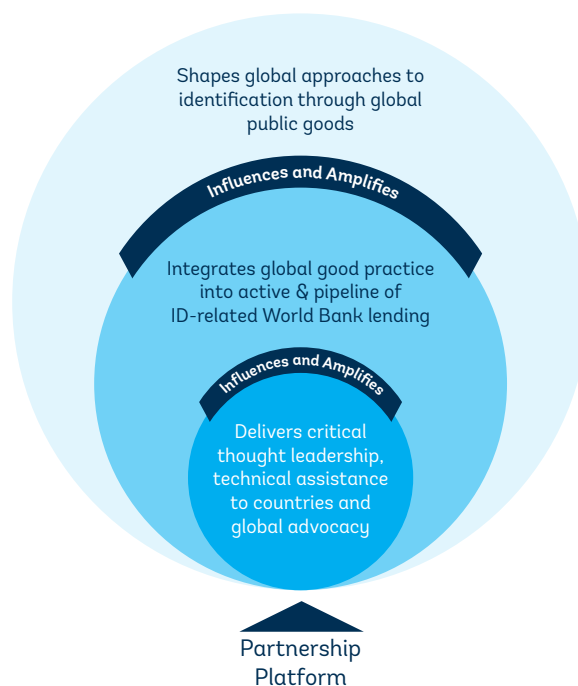 Shapes global approaches to
identification through global
public goods
Influences and Amplifies
Integrates global good practice
into active & pipeline of
ID-related World Bank lending
Influences and Amplifies
Delivers critical
thought leadership,
technical assistance
to countries and
global advocacy
Partnership
Platform